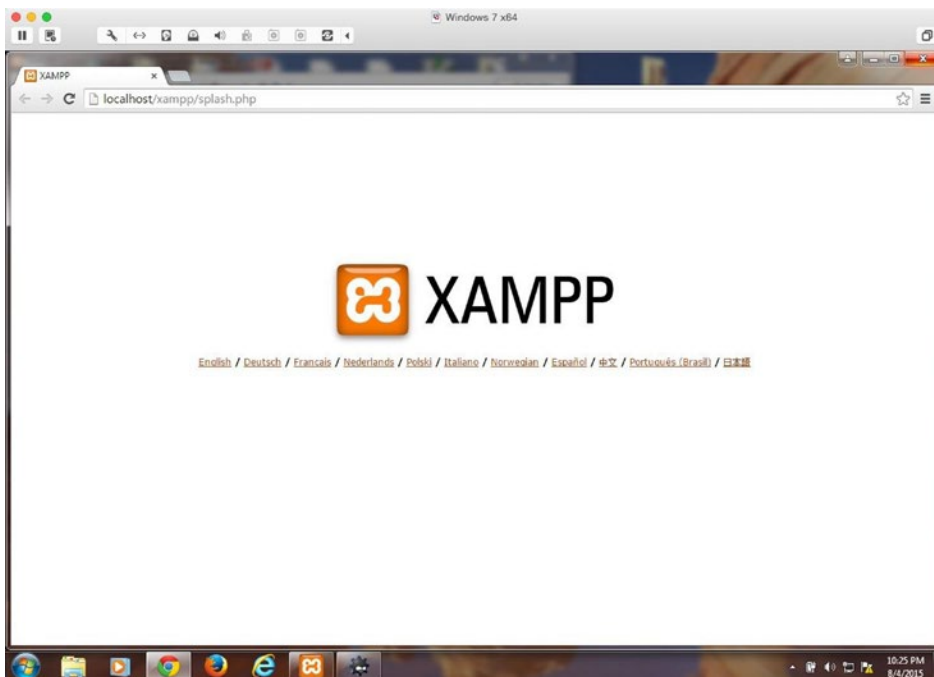 Windows 7 x64
XAMPP
localhost/xampp/splash.php
XAMPP
English / Deutsch / Francais / Nederlands / Polski / Italiano / Norwegian / Español / 中文 / Português (Brasil) / 日本語
10:25 PM
8/4/2015